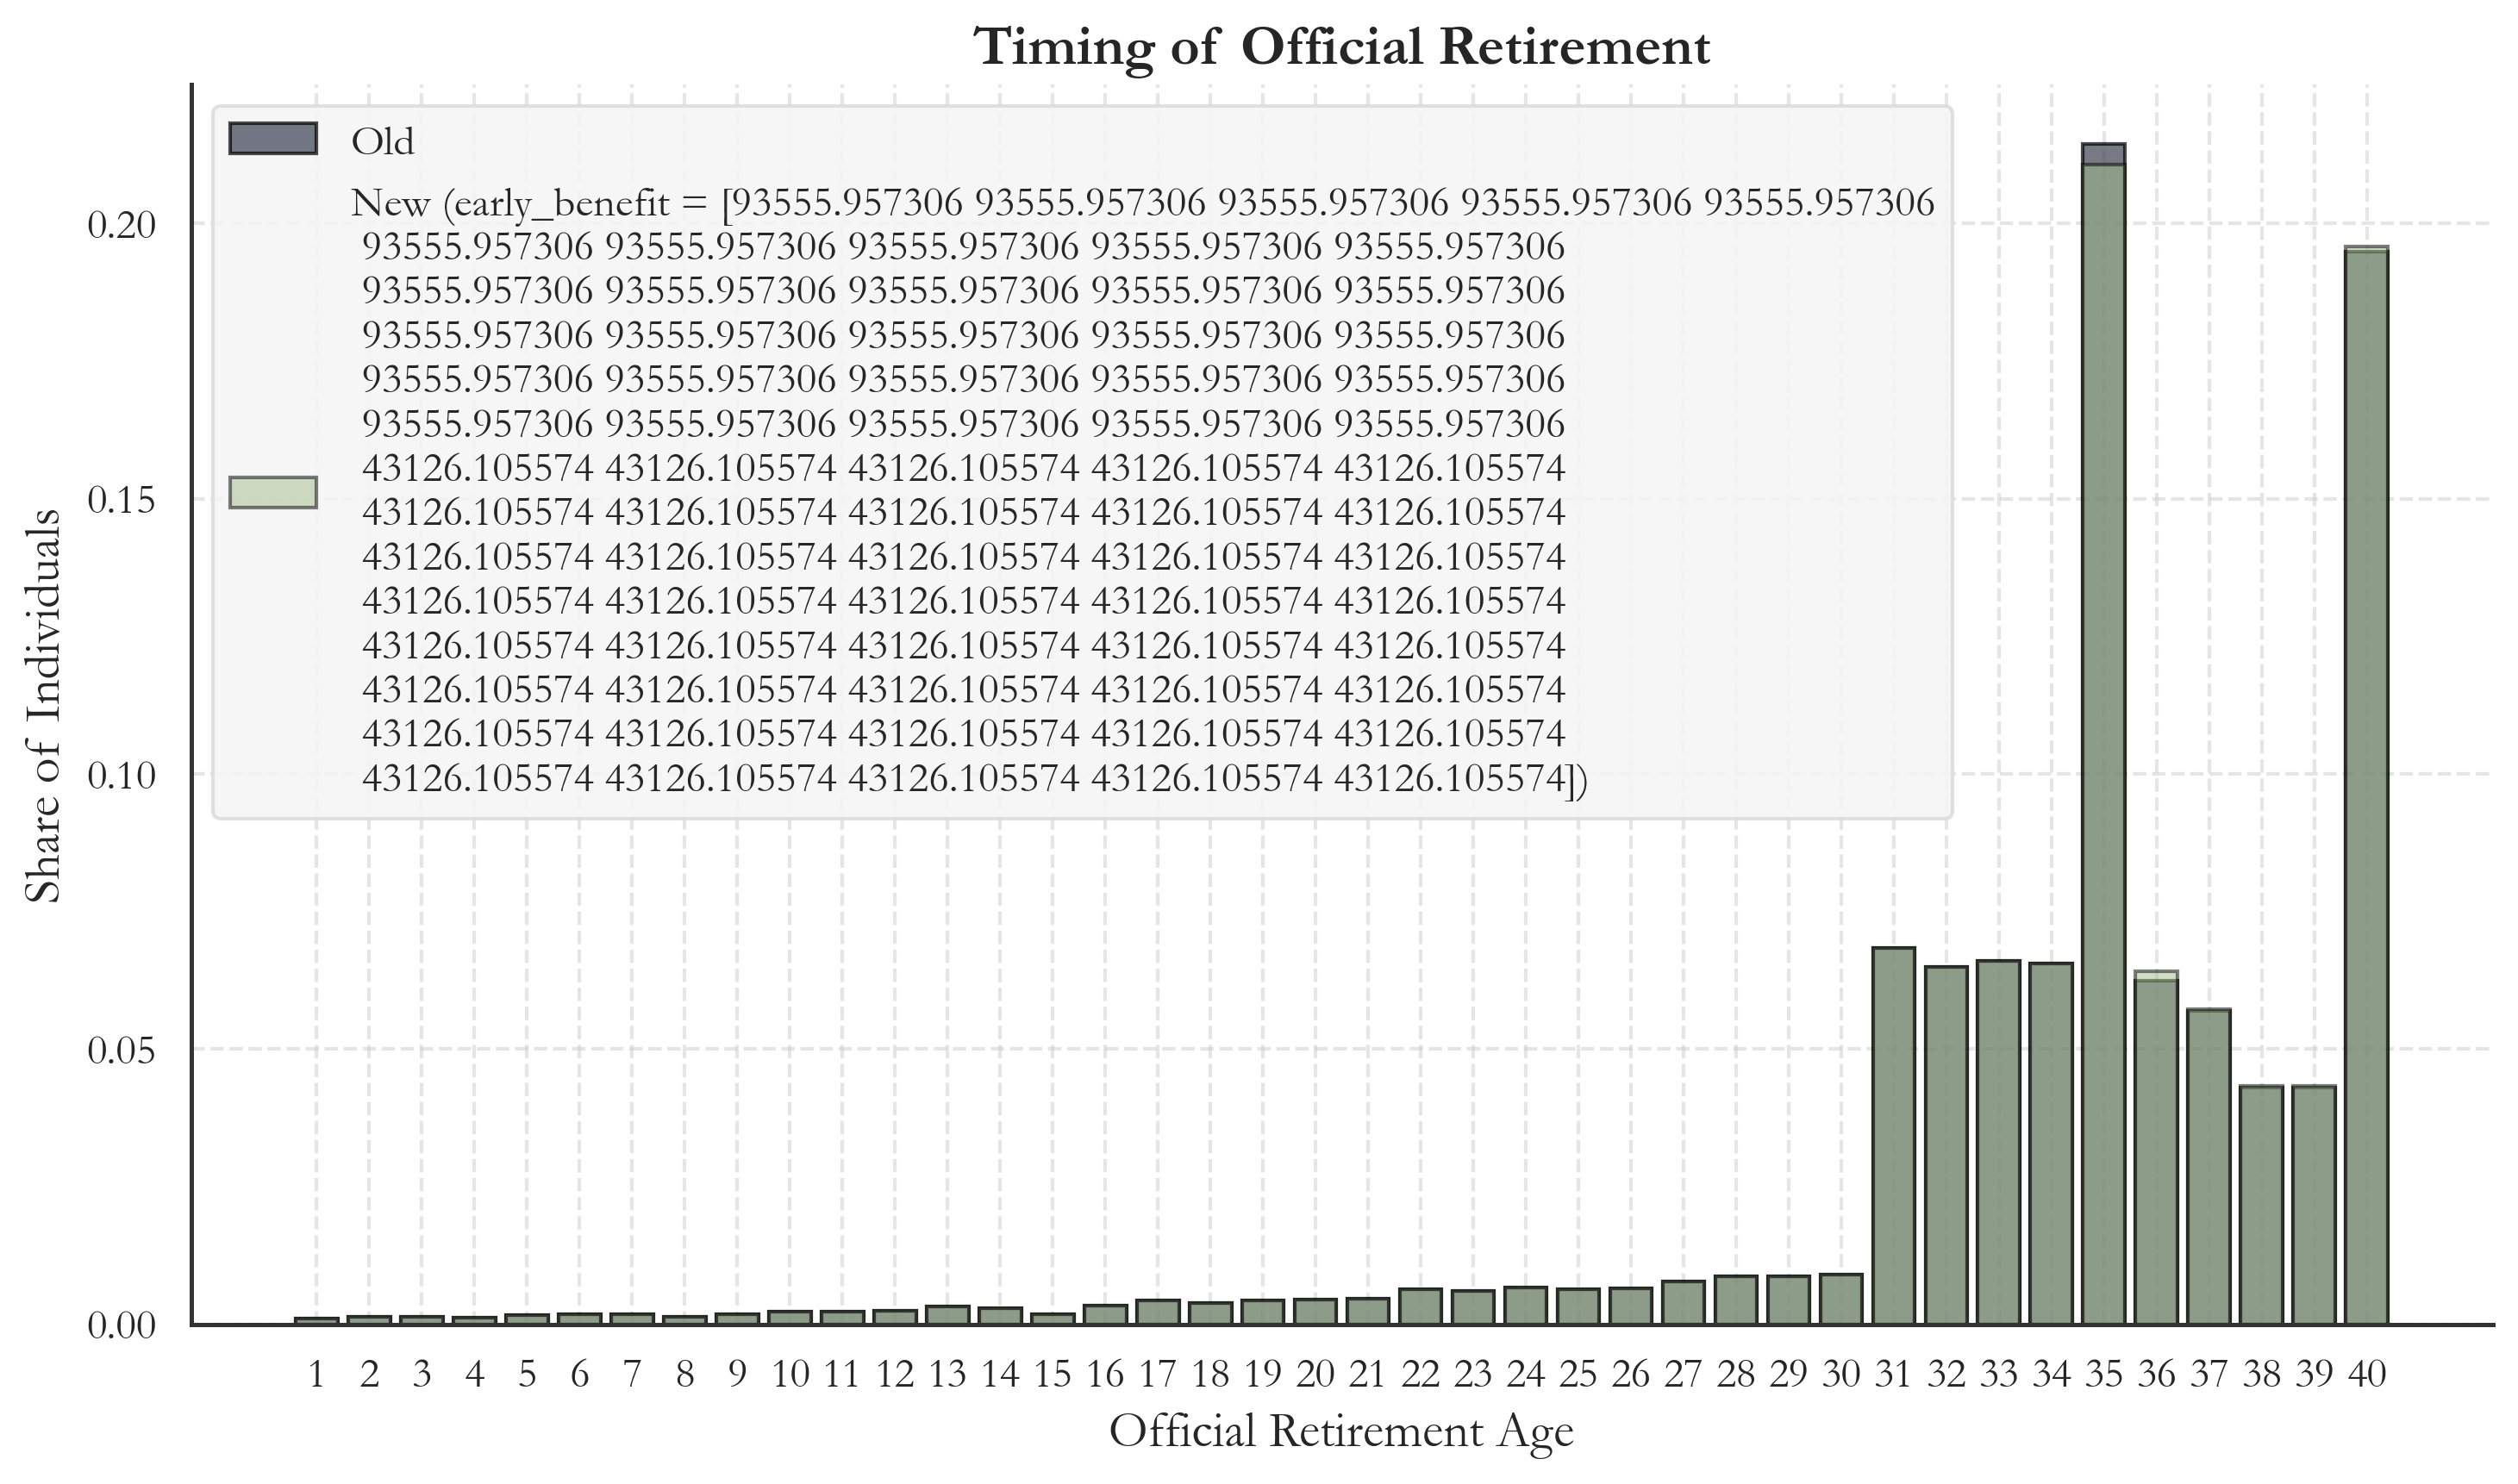 Timing of Official Retirement
Old
New (early_benefit = [93555.957306 93555.957306 93555.957306 93555.957306 93555.957306
93555.957306 93555.957306 93555.957306 93555.957306 93555.957306
93555.957306 93555.957306 93555.957306 93555.957306 93555.957306
93555.957306 93555.957306 93555.957306 93555.957306 93555.957306
93555.957306 93555.957306 93555.957306 93555.957306 93555.957306
93555.957306 93555.957306 93555.957306 93555.957306 93555.957306
43126.105574 43126.105574 43126.105574 43126.105574 43126.105574
43126.105574 43126.105574 43126.105574 43126.105574 43126.105574
43126.105574 43126.105574 43126.105574 43126.105574 43126.105574
43126.105574 43126.105574 43126.105574 43126.105574 43126.105574
43126.105574 43126.105574 43126.105574 43126.105574 43126.105574
43126.105574 43126.105574 43126.105574 43126.105574 43126.105574
43126.105574 43126.105574 43126.105574 43126.105574 43126.105574
43126.105574 43126.105574 43126.105574 43126.105574 43126.105574])
Share of Individuals
0.20
0.15
0.10
0.05
0.00
1 2 3 4 5 6 7 8 9 10 11 12 13 14 15 16 17 18 19 20 21 22 23 24 25 26 27 28 29 30 31 32 33 34 35 36 37 38 39 40
Official Retirement Age